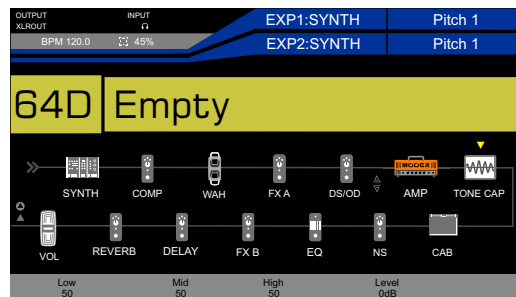 OUTPUT INPUT
XLROUT
BPM 120.0 45%
EXP1:SYNTH Pitch 1
EXP2:SYNTH Pitch 1
64D Empty
MOOER
SYNTH COMP WAH FX A DS/OD AMP TONE CAP
VOL REVERB DELAY FX B EQ NS CAB
Low Mid High Level
50 50 50 0dB